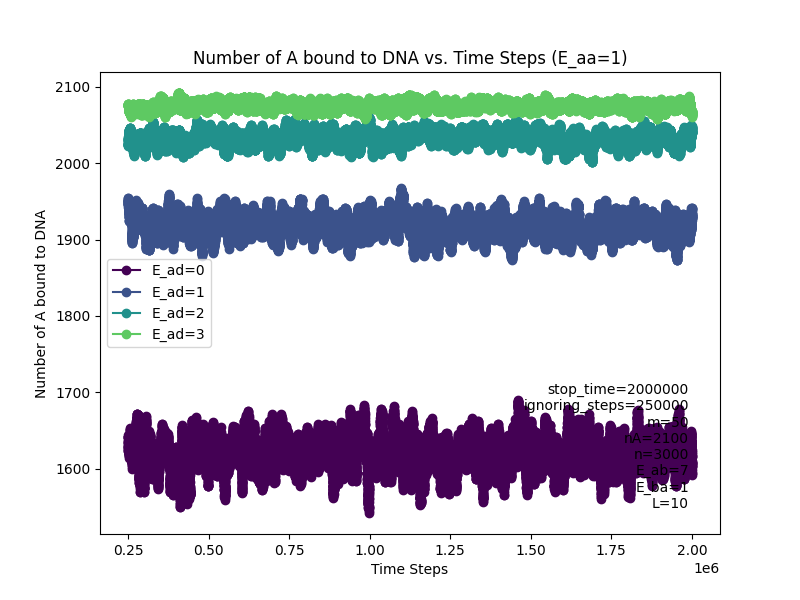 Number of A bound to DNA vs. Time Steps (E_aa=1)
2100
2000
1900
1800
1700
1600
Number of A bound to DNA
E_ad=0
E_ad=1
E_ad=2
E_ad=3
stop_time=2000000
ignoring_steps=250000
m=50
nA=2100
n=3000
E_ab=7
E_ba=1
L=10
0.25 0.50 0.75 1.00 1.25 1.50 1.75 2.00
1e6
Time Steps